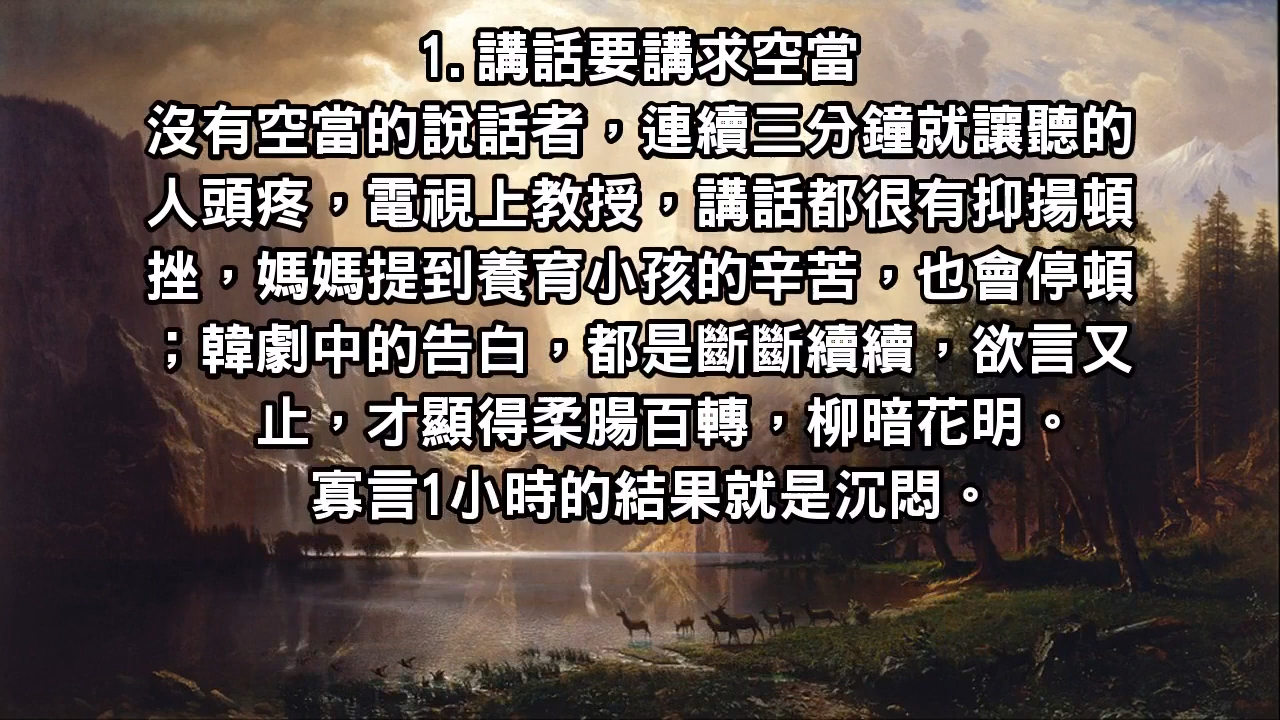 1.講話要講求空當
沒有空當的說話者，連續三分鐘就讓聽的
人頭疼，電視上教授，講話都很有抑揚頓
挫，媽媽提到養育小孩的辛苦，也會停頓
；韓劇中的告白，都是斷斷續續，欲言又
止，才顯得柔腸百轉，柳暗花明。
寡言1小時的結果就是沉悶。